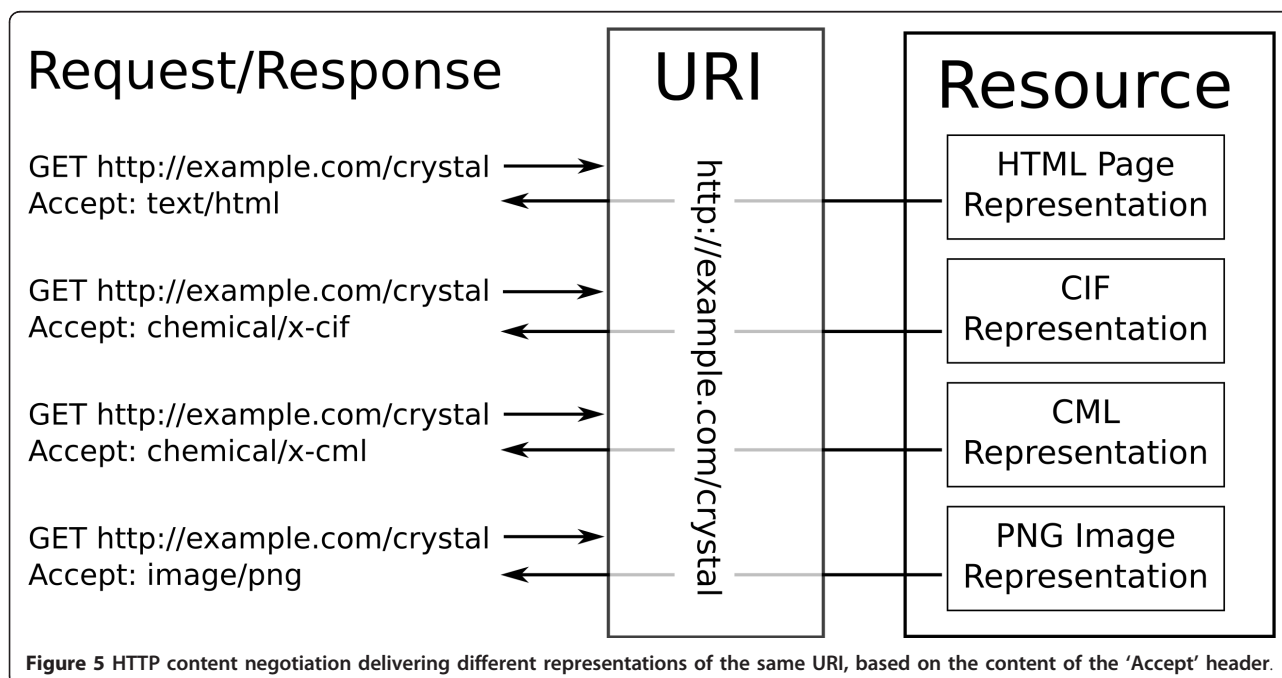 Request/Response
URI
Resource
GET http://example.com/crystal
Accept: text/html
HTML Page
Representation
GET http://example.com/crystal
Accept: chemical/x-cif
CIF
Representation
GET http://example.com/crystal
Accept: chemical/x-cml
CML
Representation
GET http://example.com/crystal
Accept: image/png
PNG Image
Representation
http://example.com/crystal
Figure 5 HTTP content negotiation delivering different representations of the same URI, based on the content of the ‘Accept’ header.